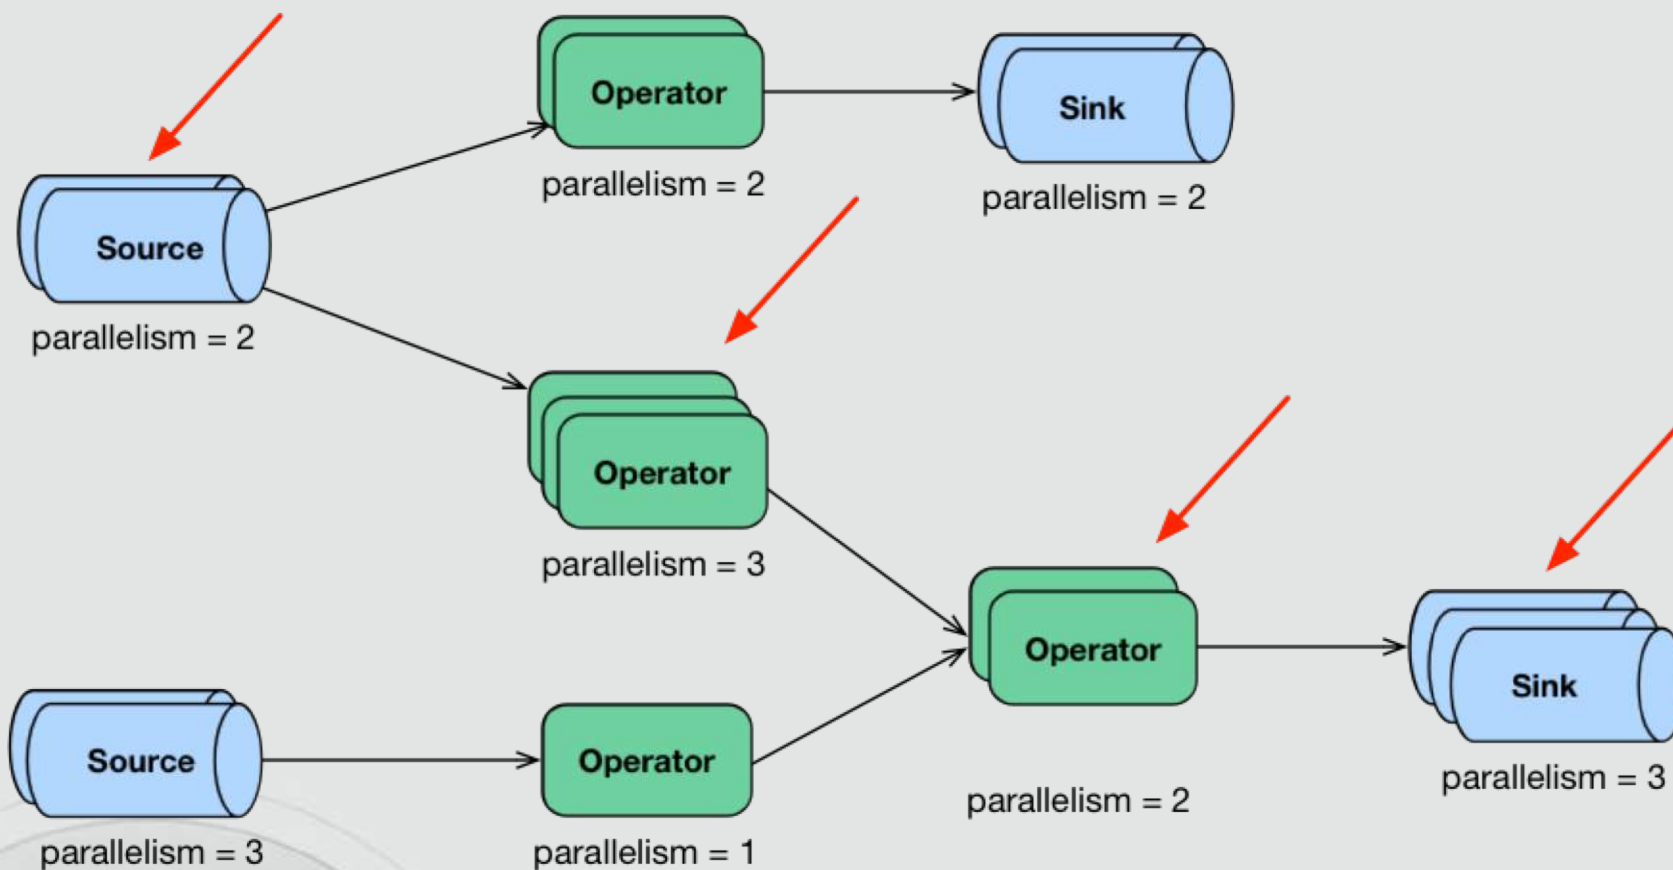 Operator
parallelism = 2
Sink
parallelism = 2
Source
parallelism = 2
Operator
parallelism = 3
Operator
parallelism = 2
Sink
parallelism = 3
Source
parallelism = 3
Operator
parallelism = 1